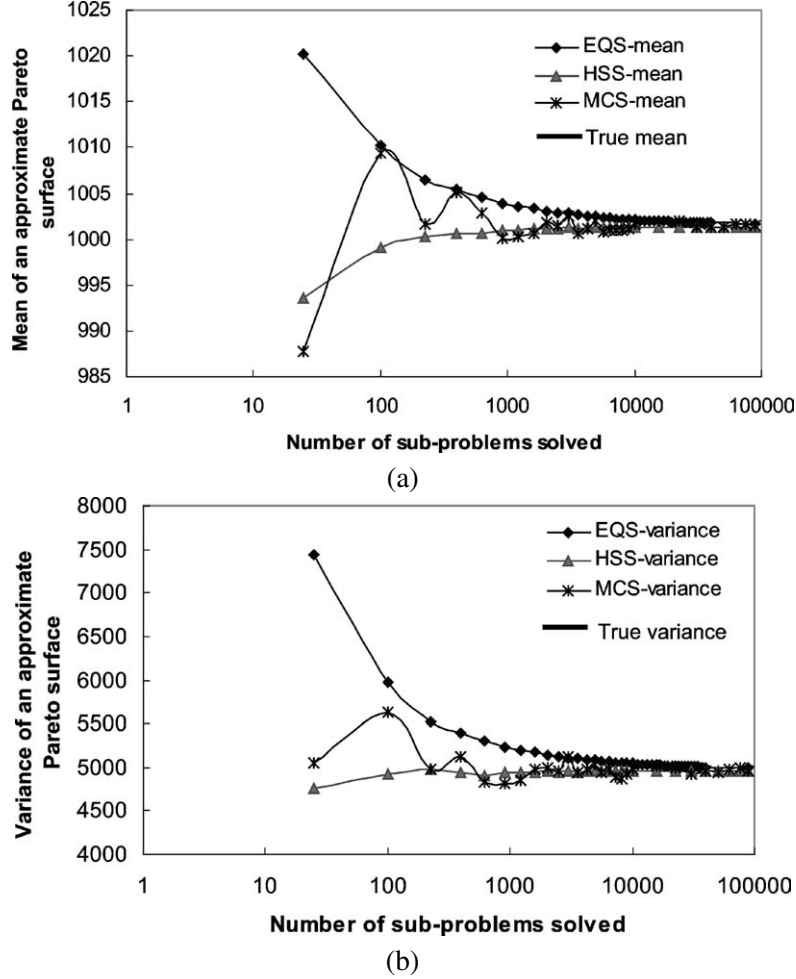 1025
1020
1015
1010
1005
1000
995
990
985
Mean of an approximate Pareto
surface
EQS-mean
HSS-mean
MCS-mean
True mean
1
10
100
1000
10000
100000
Number of sub-problems solved
(a)
8000
7500
7000
6500
6000
5500
5000
4500
4000
Variance of an approximate
Pareto surface
EQS-variance
HSS-variance
MCS-variance
True variance
1
10
100
1000
10000
100000
Number of sub-problems solved
(b)